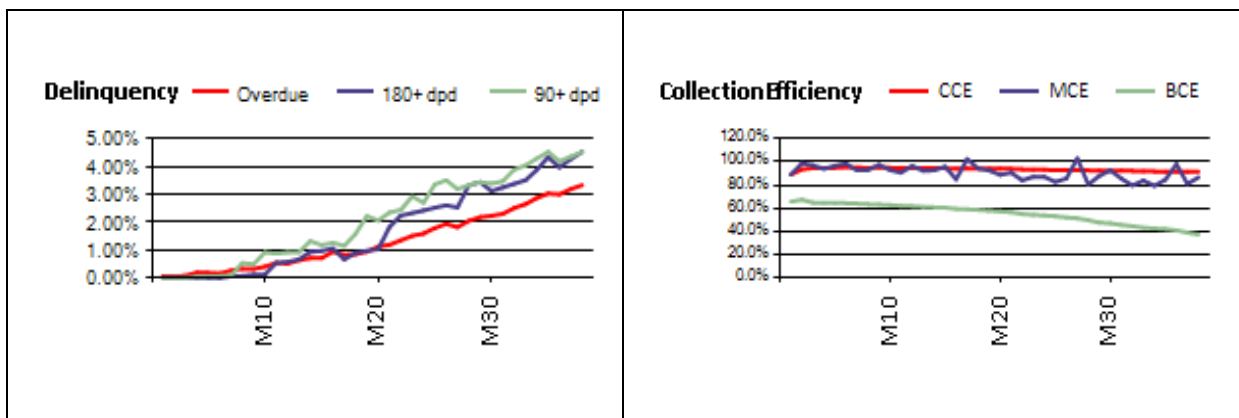 Delinquency Overdue 180+ dpd 90+ dpd
5.00%
4.00%
3.00%
2.00%
1.00%
0.00%
M10
M20
M30
Collection Efficiency CCE MCE BCE
120.0%
100.0%
80.0%
60.0%
40.0%
20.0%
0.0%
M10
M20
M30